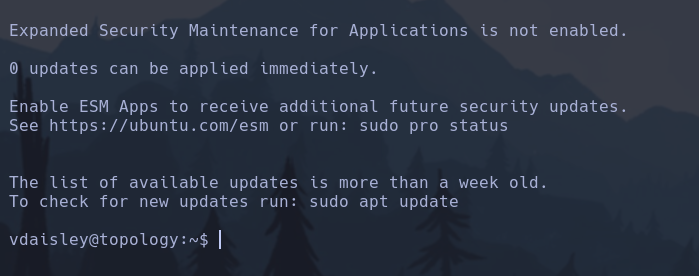 Expanded Security Maintenance for Applications is not enabled.
0 updates can be applied immediately.
Enable ESM Apps to receive additional future security updates.
See https://ubuntu.com/esm or run: sudo pro status
The list of available updates is more than a week old.
To check for new updates run: sudo apt update
vdaisley@topology:~$